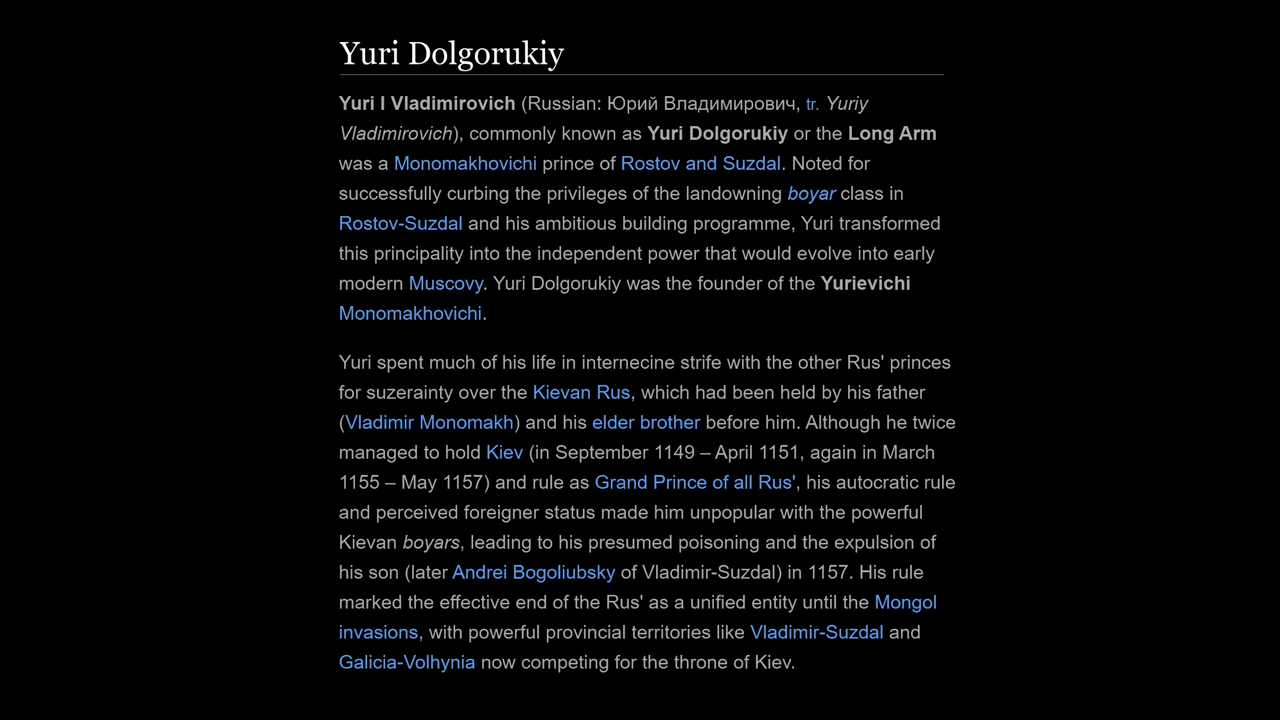 Yuri Dolgorukiy
Yuri I Vladimirovich (Russian: Юрий Владимирович, tr. Yuriy
Vladimirovich), commonly known as Yuri Dolgorukiy or the Long Arm
was a Monomakhovichi prince of Rostov and Suzdal. Noted for
successfully curbing the privileges of the landowning boyar class in
Rostov-Suzdal and his ambitious building programme, Yuri transformed
this principality into the independent power that would evolve into early
modern Muscovy. Yuri Dolgorukiy was the founder of the Yurievichi
Monomakhovichi.
Yuri spent much of his life in internecine strife with the other Rus' princes
for suzerainty over the Kievan Rus, which had been held by his father
(Vladimir Monomakh) and his elder brother before him. Although he twice
managed to hold Kiev (in September 1149 – April 1151, again in March
1155 – May 1157) and rule as Grand Prince of all Rus', his autocratic rule
and perceived foreigner status made him unpopular with the powerful
Kievan boyars, leading to his presumed poisoning and the expulsion of
his son (later Andrei Bogoliubsky of Vladimir-Suzdal) in 1157. His rule
marked the effective end of the Rus' as a unified entity until the Mongol
invasions, with powerful provincial territories like Vladimir-Suzdal and
Galicia-Volhynia now competing for the throne of Kiev.